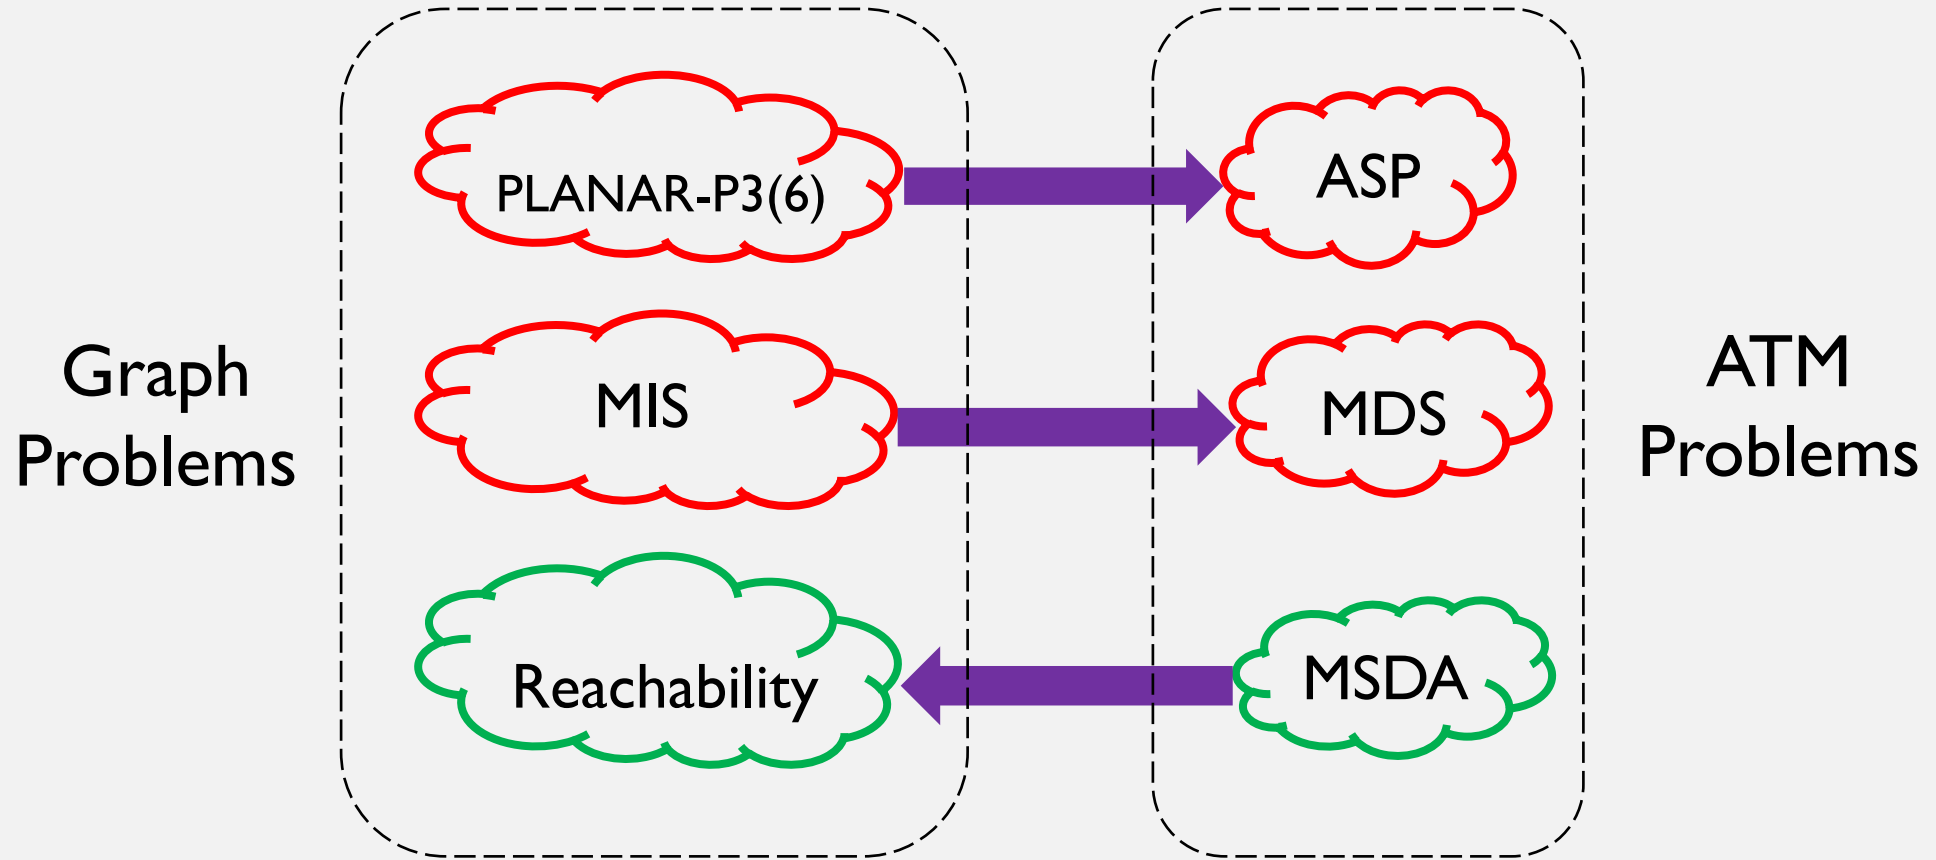 Graph
Problems
PLANAR-P3(6)
MIS
Reachability
ASP
MDS
MSDA
ATM
Problems